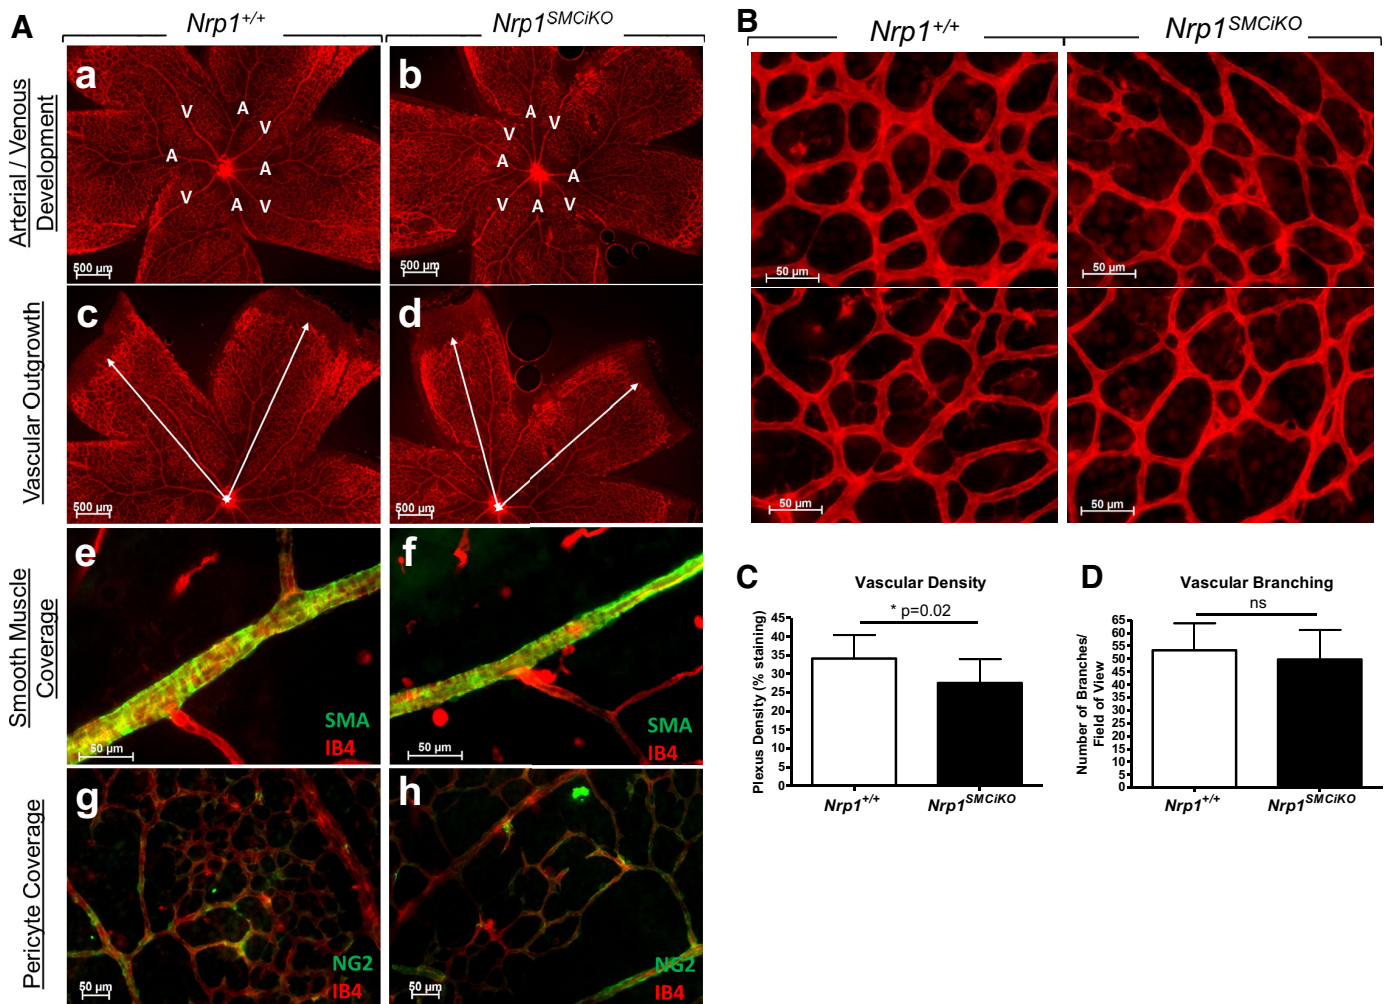 A
Nrp1+/+
Nrp1SMCiKO
Arterial / Venous
Development
a
V
A
V
A
A
V
A
V
500 µm
b
A
V
V
A
A
V
A
V
500 µm
Vascular Outgrowth
c
500 µm
d
500 µm
Smooth Muscle
Coverage
e
SMA
IB4
50 µm
f
SMA
IB4
50 µm
Pericyte Coverage
g
NG2
IB4
50 µm
h
NG2
IB4
50 µm
B
Nrp1+/+
Nrp1SMCiKO
50 µm
50 µm
50 µm
50 µm
C
Vascular Density
* p=0.02
Plexus Density (% staining)
45
40
35
30
25
20
15
10
5
0
Nrp1+/+
Nrp1SMCiKO
D
Vascular Branching
ns
Number of Branches/
Field of View
65
60
55
50
45
40
35
30
25
20
15
10
5
0
Nrp1+/+
Nrp1SMCiKO